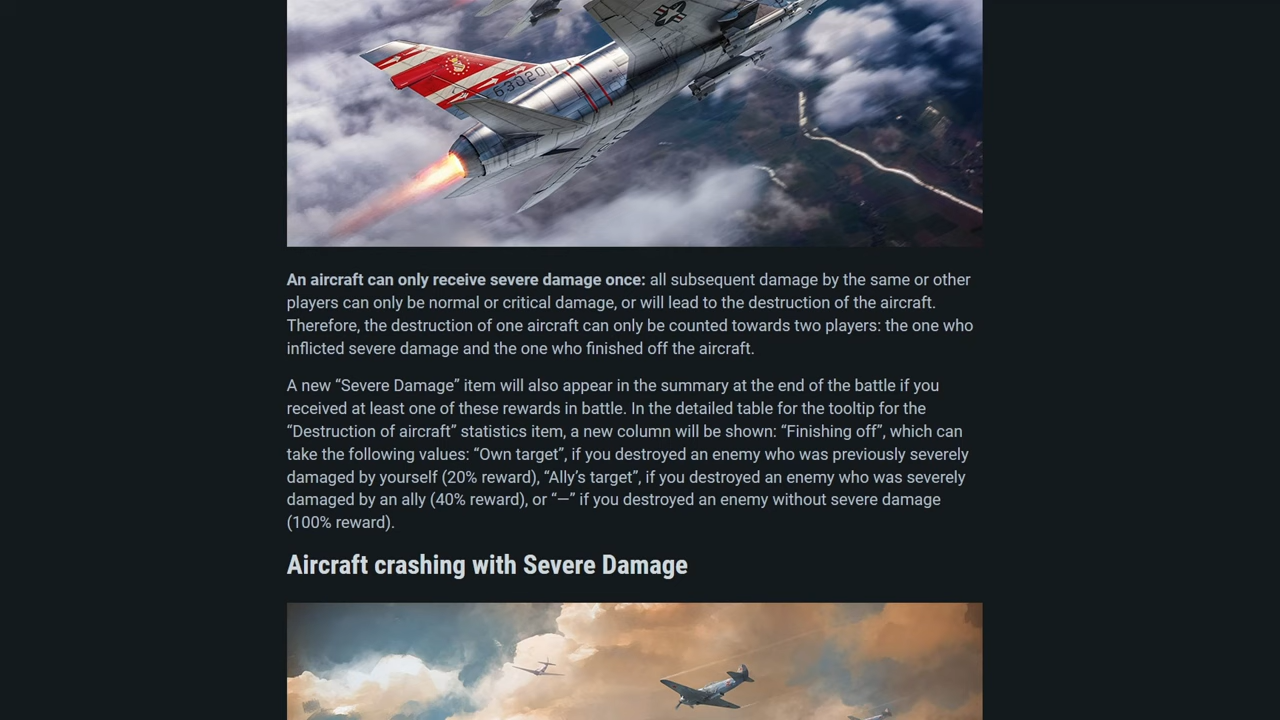 63020
An aircraft can only receive severe damage once: all subsequent damage by the same or other
players can only be normal or critical damage, or will lead to the destruction of the aircraft.
Therefore, the destruction of one aircraft can only be counted towards two players: the one who
inflicted severe damage and the one who finished off the aircraft.
A new “Severe Damage” item will also appear in the summary at the end of the battle if you
received at least one of these rewards in battle. In the detailed table for the tooltip for the
“Destruction of aircraft” statistics item, a new column will be shown: “Finishing off”, which can
take the following values: “Own target”, if you destroyed an enemy who was previously severely
damaged by yourself (20% reward), “Ally’s target”, if you destroyed an enemy who was severely
damaged by an ally (40% reward), or “—” if you destroyed an enemy without severe damage
(100% reward).
Aircraft crashing with Severe Damage